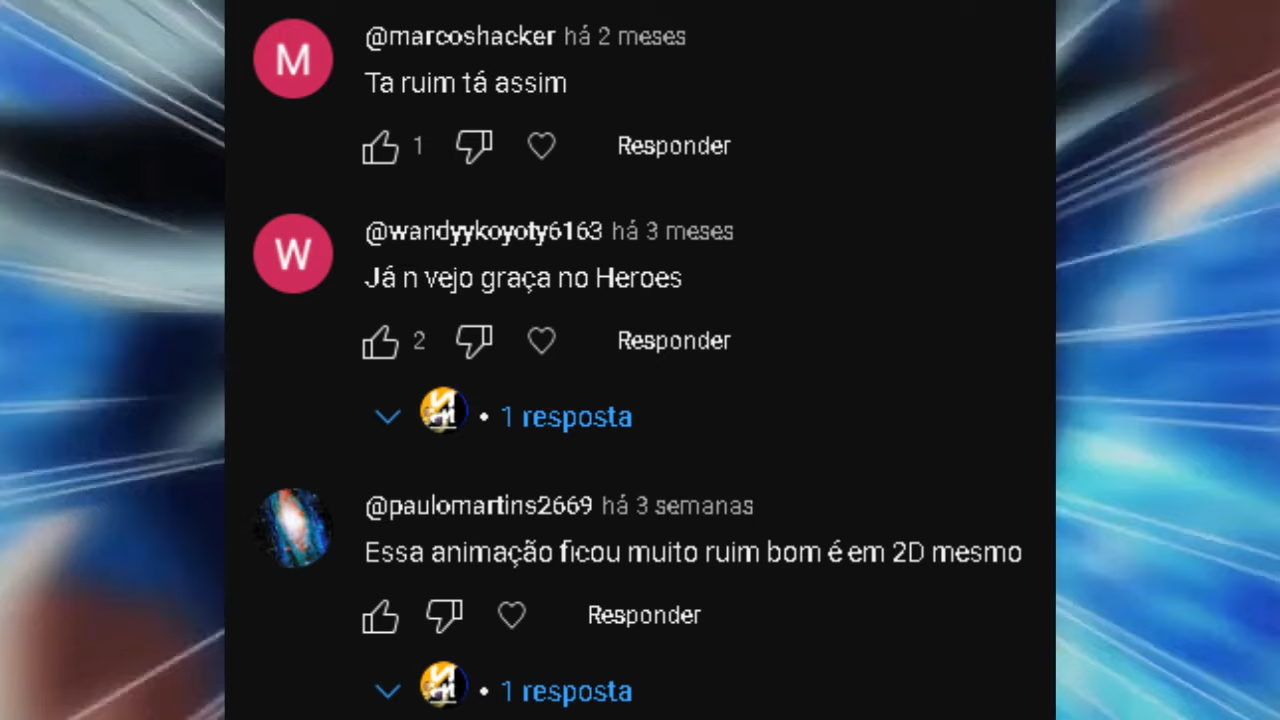 M
@marcoshacker há 2 meses
Ta ruim tá assim
1 Responder
W
@wandyykoyoty6163 há 3 meses
Já n vejo graça no Heroes
2 Responder
• 1 resposta
@paulomartins2669 há 3 semanas
Essa animação ficou muito ruim bom é em 2D mesmo
Responder
• 1 resposta